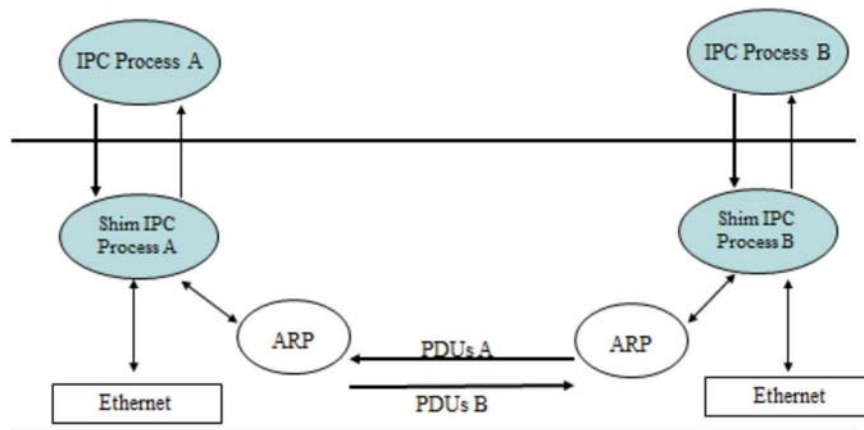 IPC Process A
IPC Process B
Shim IPC
Process A
Shim IPC
Process B
ARP
PDUs A
ARP
PDUs B
Ethernet
Ethernet